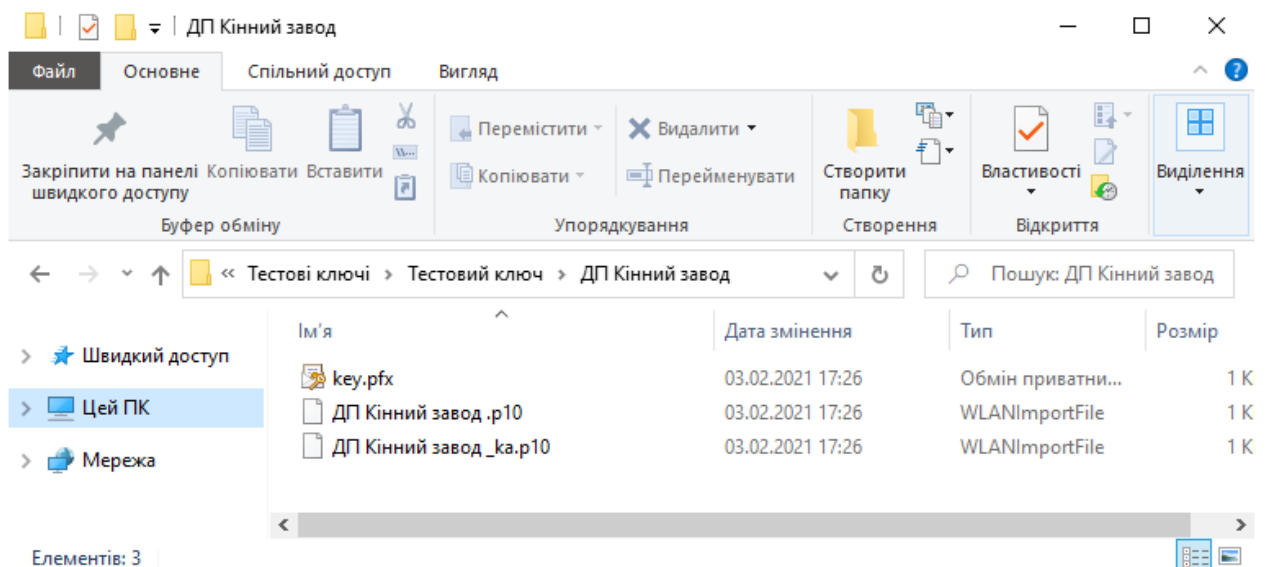 ДП Кінний завод
Файл Основне Спільний доступ Вигляд
Закріпити на панелі швидкого доступу
Копіювати
Вставити
Буфер обміну
Перемістити
Копіювати
Видалити
Перейменувати
Упорядкування
Створити папку
Створення
Властивості
Відкриття
Виділення
« Тестові ключі > Тестовий ключ > ДП Кінний завод
Пошук: ДП Кінний завод
Швидкий доступ
Цей ПК
Мережа
Ім'я Дата змінення Тип Розмір
key.pfx 03.02.2021 17:26 Обмін приватни... 1 К
ДП Кінний завод .p10 03.02.2021 17:26 WLANImportFile 1 К
ДП Кінний завод _ka.p10 03.02.2021 17:26 WLANImportFile 1 К
Елементів: 3